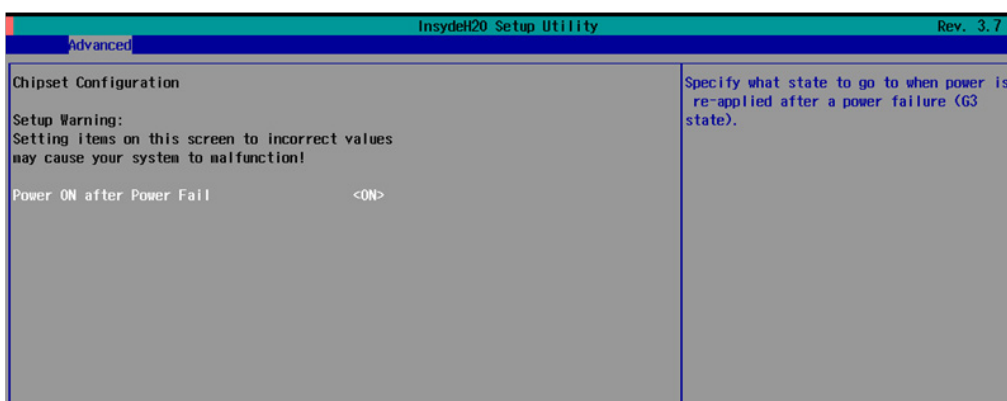 InsydeH2O Setup Utility
Rev. 3.7
Advanced
Chipset Configuration
Setup Warning:
Setting items on this screen to incorrect values
may cause your system to malfunction!
Power ON after Power Fail <ON>
Specify what state to go to when power is
re-applied after a power failure (G3
state).